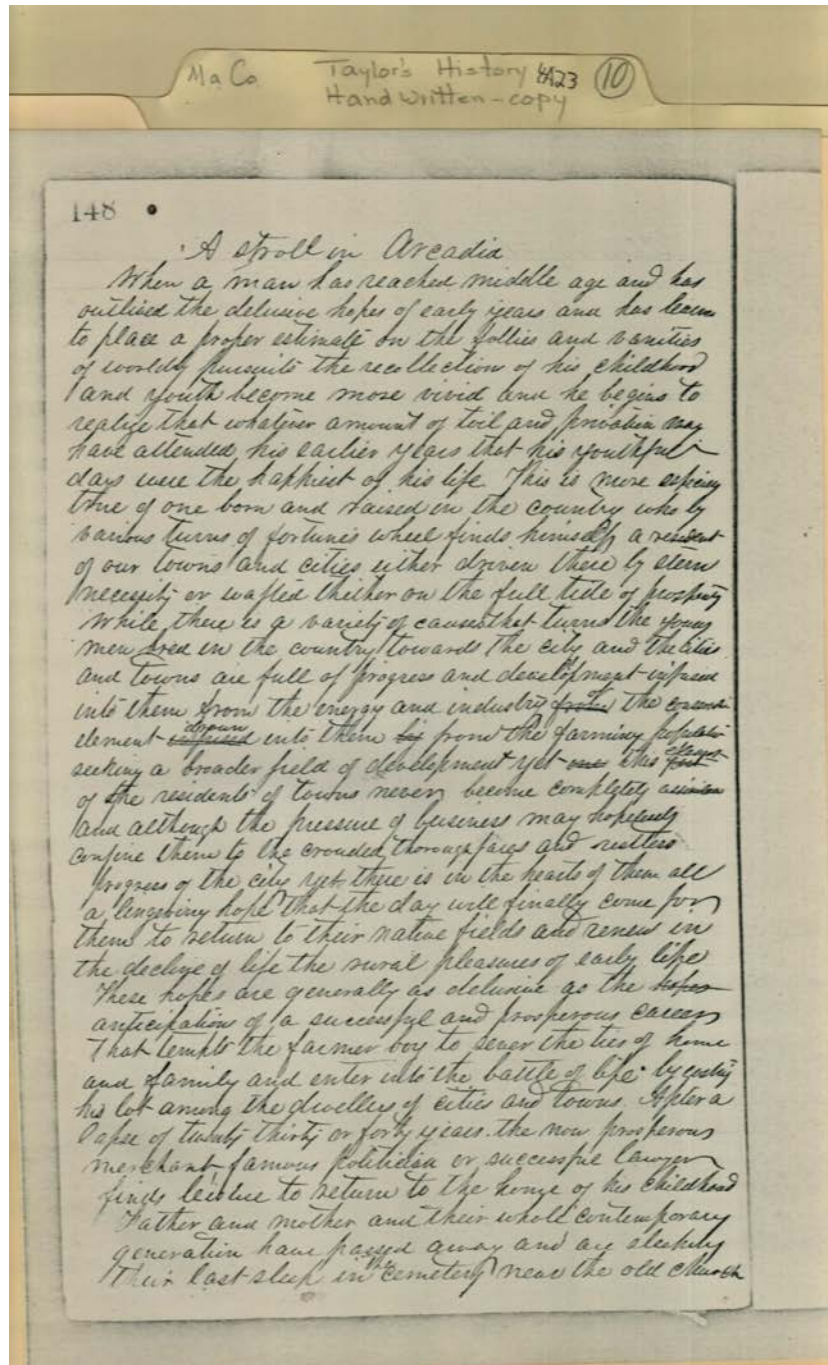 Ma Co Taylor's History 4A23 10
Hand written - copy
148
A stroll in Arcadia
When a man has reached middle age and has
outlived the delusive hopes of early years and has learn
to place a proper estimate on the follies and vanities
of worldly pursuits the recollections of his childhood
and youth become more vivid and he begins to
realize that whatever amount of toil and privation may
have attended his earlier years that his youthful
days were the happiest of his life. This is more especially
true of one born and raised in the country who by
various turns of fortunes wheel finds himself a resident
of our towns and cities either driven there by stern
necessity or wafted thither on the full tide of prosperity
While there is a variety of causes that turns the young
men bred in the country towards the city and the cities
and towns are full of progress and development infused
into them from the energy and industry from of the
element infused drawn into them by from the farming population
seeking a broader field of development yet this
of the residents of towns never become completely
and although the pressure of business may hopelessly
confine them to the crowded thoroughfares and restless
progress of the city yet there is in the hearts of them all
a lingering hope that the day will finally come for
them to return to their native fields and renew in
the decline of life the rural pleasures of early life
These hopes are generally as delusive as the hopes
anticipations of a successful and prosperous career
That tempts the farmer boy to sever the ties of home
and family and enter into the battle of life by casting
his lot among the dwellers of cities and towns. After a
lapse of twenty thirty or forty years. the now prosperous
merchant famous politician or successful lawyer
finds leisure to return to the home of his childhood
Father and mother and their whole contemporary
generation have passed away and are sleeping
their last sleep in the cemetery near the old church